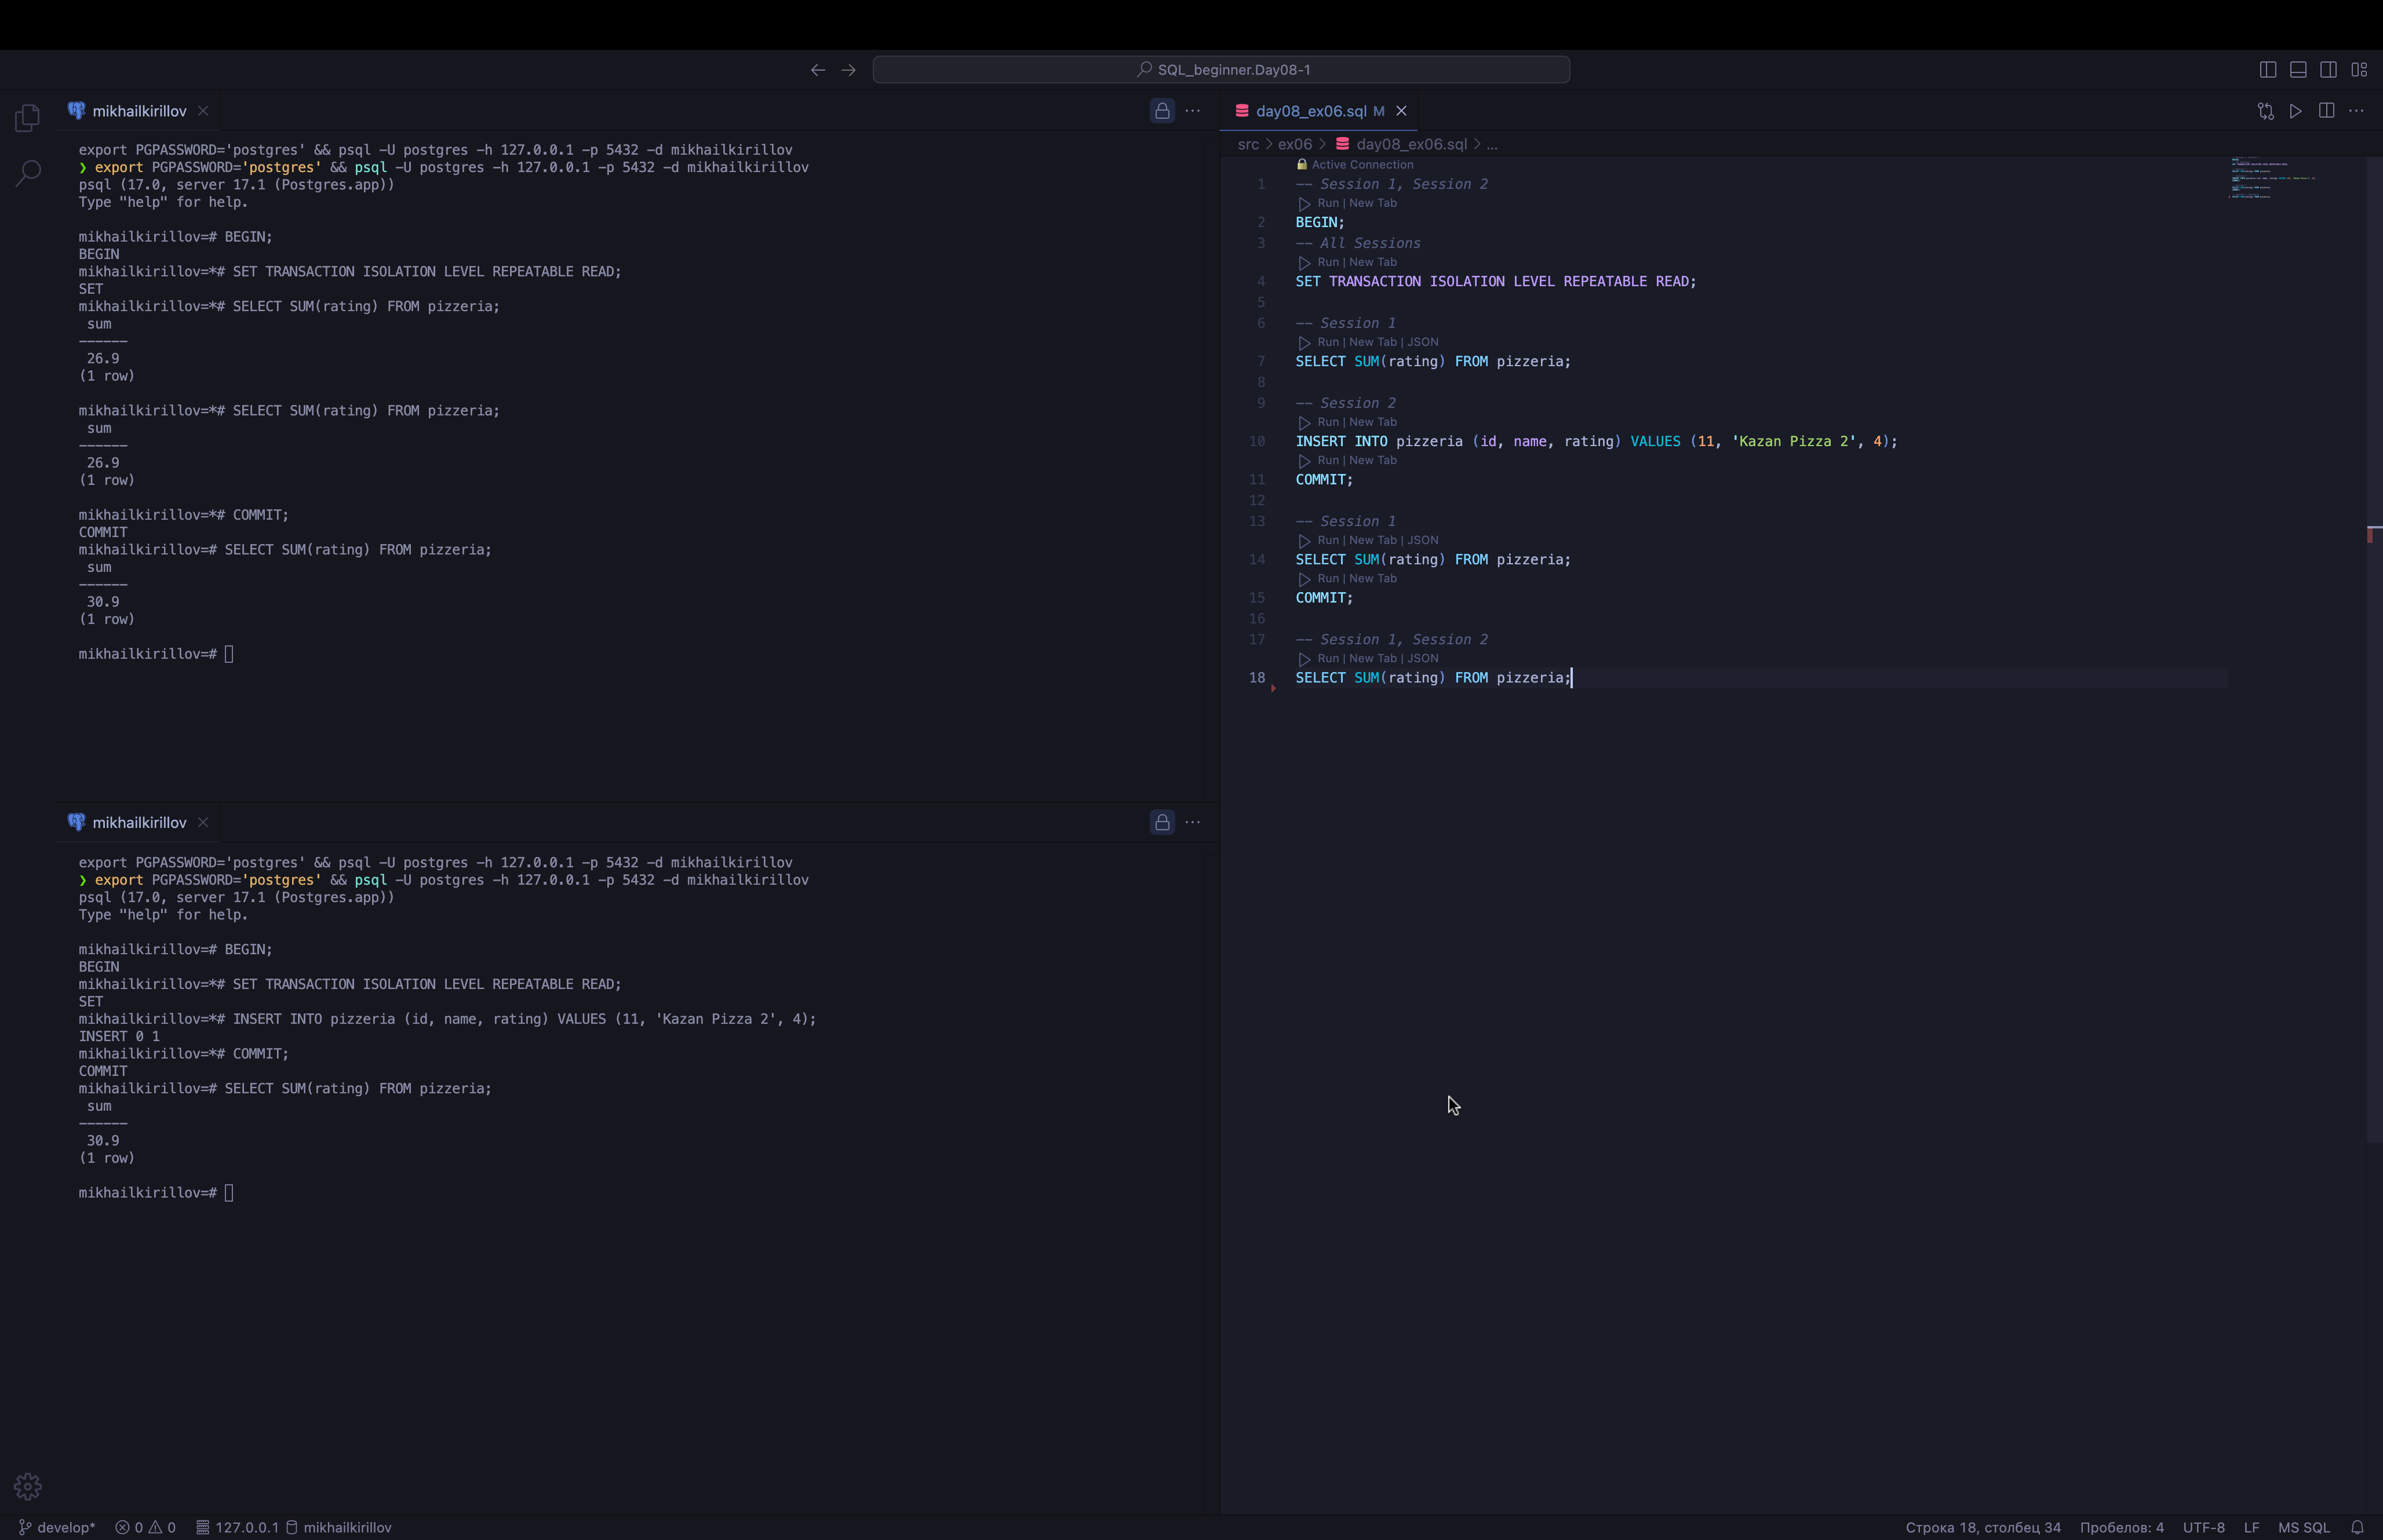 SQL_beginner.Day08-1
mikhailkirillov
export PGPASSWORD='postgres' && psql -U postgres -h 127.0.0.1 -p 5432 -d mikhailkirillov
❯ export PGPASSWORD='postgres' && psql -U postgres -h 127.0.0.1 -p 5432 -d mikhailkirillov
psql (17.0, server 17.1 (Postgres.app))
Type "help" for help.
mikhailkirillov=# BEGIN;
BEGIN
mikhailkirillov=*# SET TRANSACTION ISOLATION LEVEL REPEATABLE READ;
SET
mikhailkirillov=*# SELECT SUM(rating) FROM pizzeria;
sum
------
26.9
(1 row)
mikhailkirillov=*# SELECT SUM(rating) FROM pizzeria;
sum
------
26.9
(1 row)
mikhailkirillov=*# COMMIT;
COMMIT
mikhailkirillov=# SELECT SUM(rating) FROM pizzeria;
sum
------
30.9
(1 row)
mikhailkirillov=#
mikhailkirillov
export PGPASSWORD='postgres' && psql -U postgres -h 127.0.0.1 -p 5432 -d mikhailkirillov
❯ export PGPASSWORD='postgres' && psql -U postgres -h 127.0.0.1 -p 5432 -d mikhailkirillov
psql (17.0, server 17.1 (Postgres.app))
Type "help" for help.
mikhailkirillov=# BEGIN;
BEGIN
mikhailkirillov=*# SET TRANSACTION ISOLATION LEVEL REPEATABLE READ;
SET
mikhailkirillov=*# INSERT INTO pizzeria (id, name, rating) VALUES (11, 'Kazan Pizza 2', 4);
INSERT 0 1
mikhailkirillov=*# COMMIT;
COMMIT
mikhailkirillov=# SELECT SUM(rating) FROM pizzeria;
sum
------
30.9
(1 row)
mikhailkirillov=#
day08_ex06.sql M
src > ex06 > day08_ex06.sql > ...
Active Connection
1 -- Session 1, Session 2
Run | New Tab
2 BEGIN;
3 -- All Sessions
Run | New Tab
4 SET TRANSACTION ISOLATION LEVEL REPEATABLE READ;
5
6 -- Session 1
Run | New Tab | JSON
7 SELECT SUM(rating) FROM pizzeria;
8
9 -- Session 2
Run | New Tab
10 INSERT INTO pizzeria (id, name, rating) VALUES (11, 'Kazan Pizza 2', 4);
Run | New Tab
11 COMMIT;
12
13 -- Session 1
Run | New Tab | JSON
14 SELECT SUM(rating) FROM pizzeria;
Run | New Tab
15 COMMIT;
16
17 -- Session 1, Session 2
Run | New Tab | JSON
18 SELECT SUM(rating) FROM pizzeria;
develop* 0 0 127.0.0.1 mikhailkirillov
Строка 18, столбец 34 Пробелов: 4 UTF-8 LF MS SQL